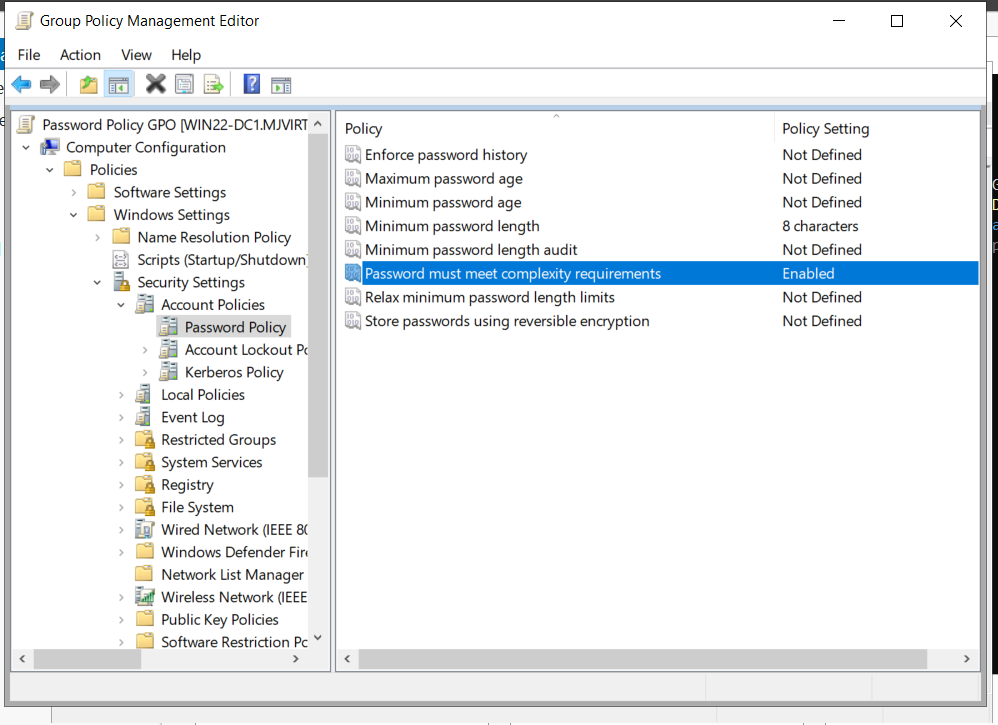 Group Policy Management Editor
File Action View Help
Password Policy GPO [WIN22-DC1.MJVIRT
Computer Configuration
Policies
Software Settings
Windows Settings
Name Resolution Policy
Scripts (Startup/Shutdown)
Security Settings
Account Policies
Password Policy
Account Lockout Po
Kerberos Policy
Local Policies
Event Log
Restricted Groups
System Services
Registry
File System
Wired Network (IEEE 80
Windows Defender Fire
Network List Manager
Wireless Network (IEEE
Public Key Policies
Software Restriction Po
Policy Policy Setting
Enforce password history Not Defined
Maximum password age Not Defined
Minimum password age Not Defined
Minimum password length 8 characters
Minimum password length audit Not Defined
Password must meet complexity requirements Enabled
Relax minimum password length limits Not Defined
Store passwords using reversible encryption Not Defined